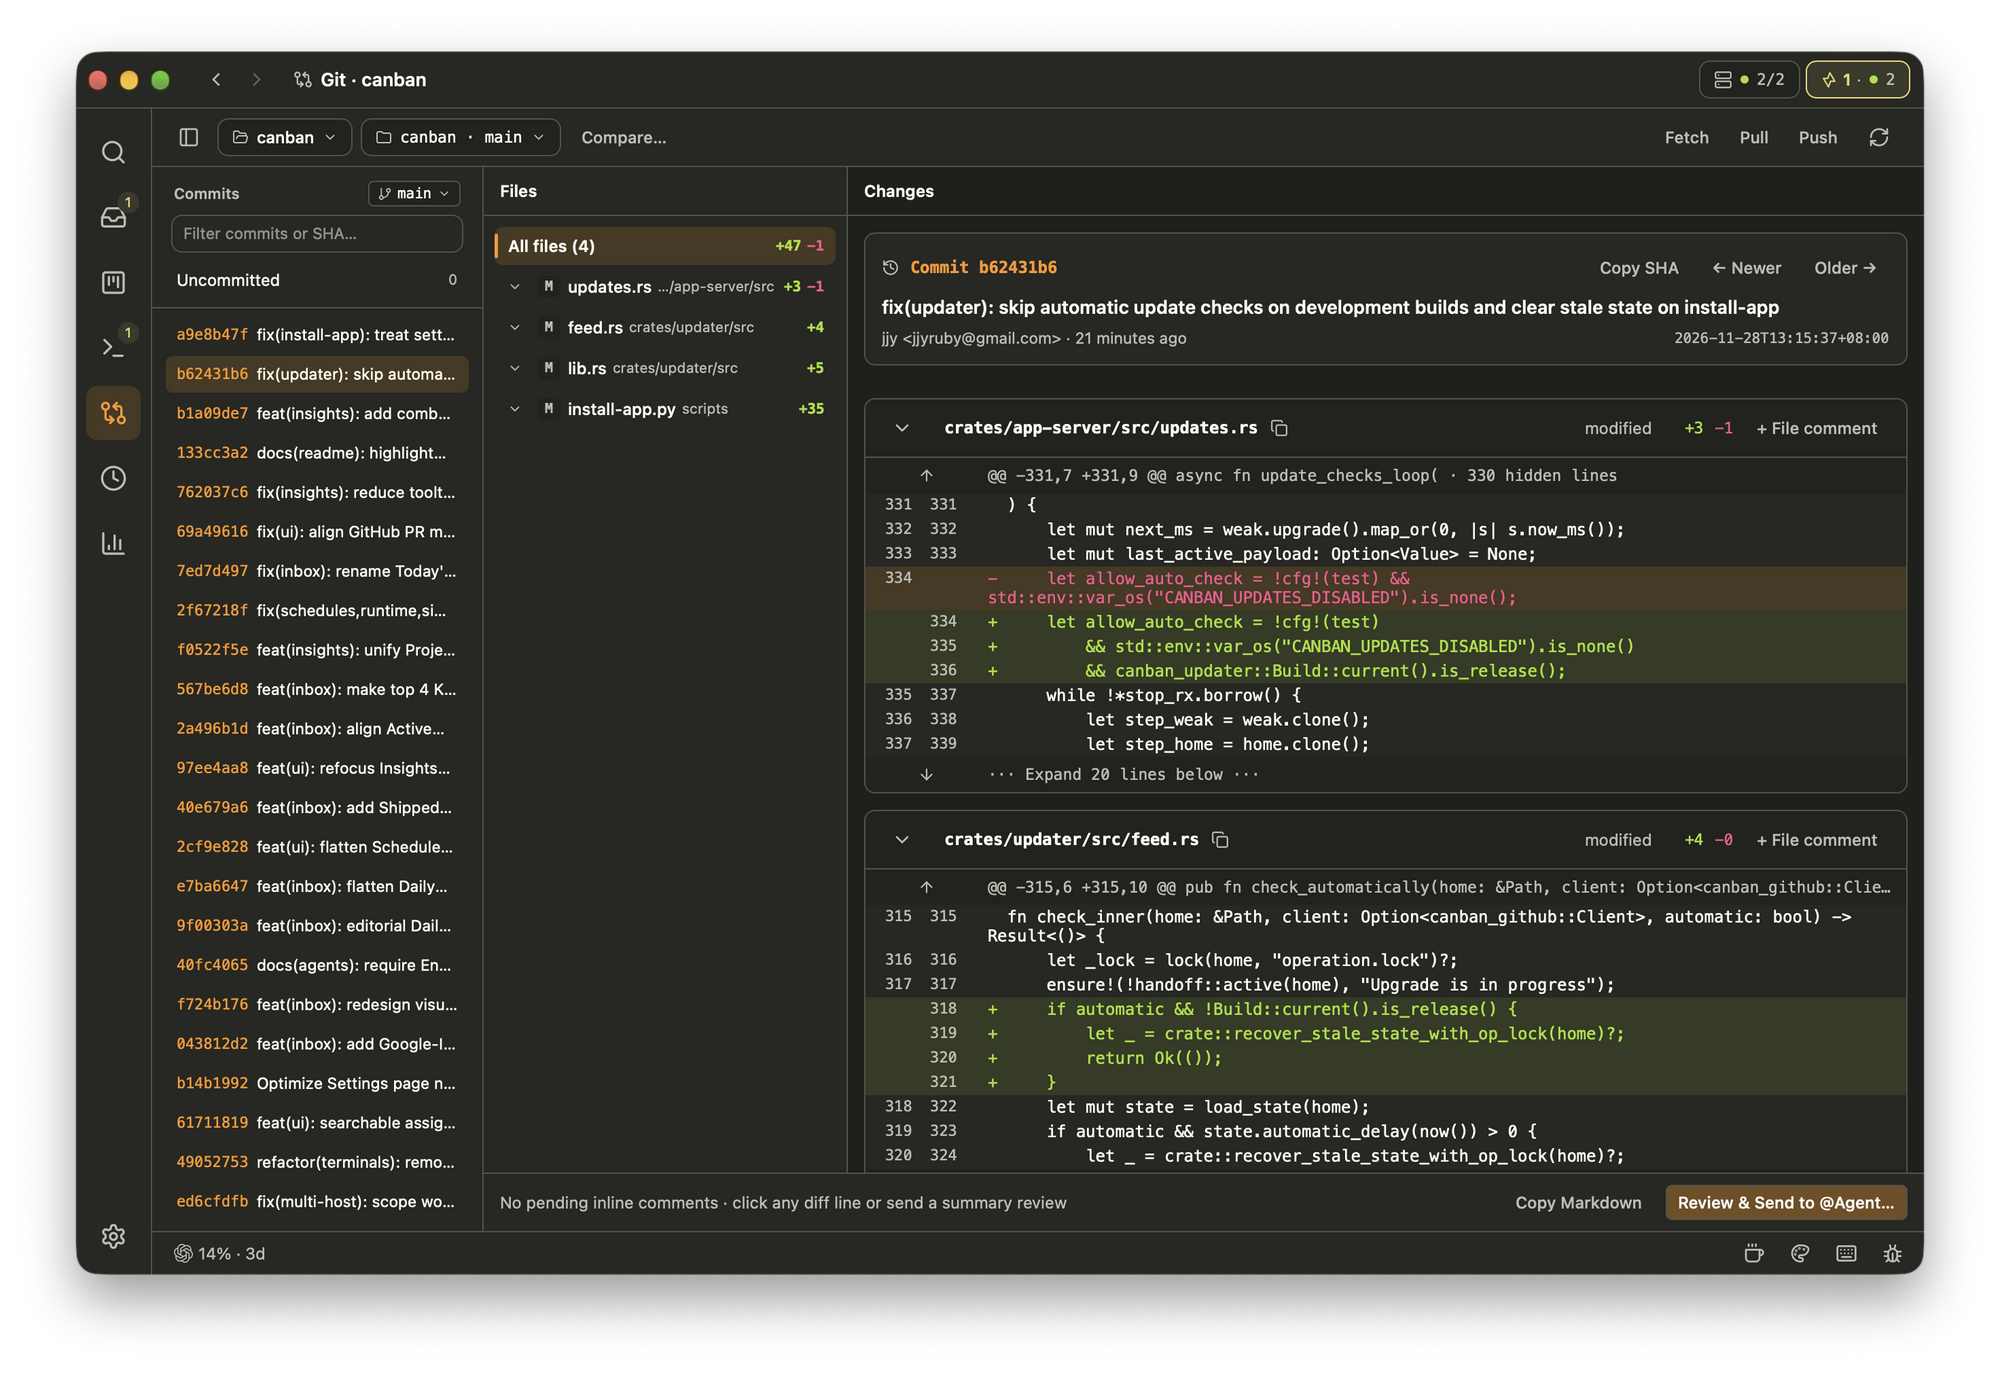 Git · canban
2/2
1 · 2
canban
canban · main
Compare...
Fetch
Pull
Push
1
1
Commits
main
Filter commits or SHA...
Uncommitted 0
a9e8b47f fix(install-app): treat sett...
b62431b6 fix(updater): skip automa...
b1a09de7 feat(insights): add comb...
133cc3a2 docs(readme): highlight...
762037c6 fix(insights): reduce toolt...
69a49616 fix(ui): align GitHub PR m...
7ed7d497 fix(inbox): rename Today'...
2f67218f fix(schedules,runtime,si...
f0522f5e feat(insights): unify Proje...
567be6d8 feat(inbox): make top 4 K...
2a496b1d feat(inbox): align Active...
97ee4aa8 feat(ui): refocus Insights...
40e679a6 feat(inbox): add Shipped...
2cf9e828 feat(ui): flatten Schedule...
e7ba6647 feat(inbox): flatten Daily...
9f00303a feat(inbox): editorial Dail...
40fc4065 docs(agents): require En...
f724b176 feat(inbox): redesign visu...
043812d2 feat(inbox): add Google-I...
b14b1992 Optimize Settings page n...
61711819 feat(ui): searchable assig...
49052753 refactor(terminals): remo...
ed6cfdfb fix(multi-host): scope wo...
Files
All files (4) +47 −1
M updates.rs .../app-server/src +3 −1
M feed.rs crates/updater/src +4
M lib.rs crates/updater/src +5
M install-app.py scripts +35
Changes
Commit b62431b6
Copy SHA
← Newer
Older →
fix(updater): skip automatic update checks on development builds and clear stale state on install-app
jjy <jjyruby@gmail.com> · 21 minutes ago
2026-11-28T13:15:37+08:00
crates/app-server/src/updates.rs
modified +3 −1 + File comment
↑ @@ -331,7 +331,9 @@ async fn update_checks_loop( · 330 hidden lines
331 331 ) {
332 332 let mut next_ms = weak.upgrade().map_or(0, |s| s.now_ms());
333 333 let mut last_active_payload: Option<Value> = None;
334 - let allow_auto_check = !cfg!(test) &&
std::env::var_os("CANBAN_UPDATES_DISABLED").is_none();
334 + let allow_auto_check = !cfg!(test)
335 + && std::env::var_os("CANBAN_UPDATES_DISABLED").is_none()
336 + && canban_updater::Build::current().is_release();
335 337 while !*stop_rx.borrow() {
336 338 let step_weak = weak.clone();
337 339 let step_home = home.clone();
↓ ··· Expand 20 lines below ···
crates/updater/src/feed.rs
modified +4 −0 + File comment
↑ @@ -315,6 +315,10 @@ pub fn check_automatically(home: &Path, client: Option<canban_github::Clie...
315 315 fn check_inner(home: &Path, client: Option<canban_github::Client>, automatic: bool) ->
Result<()> {
316 316 let _lock = lock(home, "operation.lock")?;
317 317 ensure!(!handoff::active(home), "Upgrade is in progress");
318 + if automatic && !Build::current().is_release() {
319 + let _ = crate::recover_stale_state_with_op_lock(home)?;
320 + return Ok(());
321 + }
318 322 let mut state = load_state(home);
319 323 if automatic && state.automatic_delay(now()) > 0 {
320 324 let _ = crate::recover_stale_state_with_op_lock(home)?;
No pending inline comments · click any diff line or send a summary review
Copy Markdown
Review & Send to @Agent...
14% · 3d